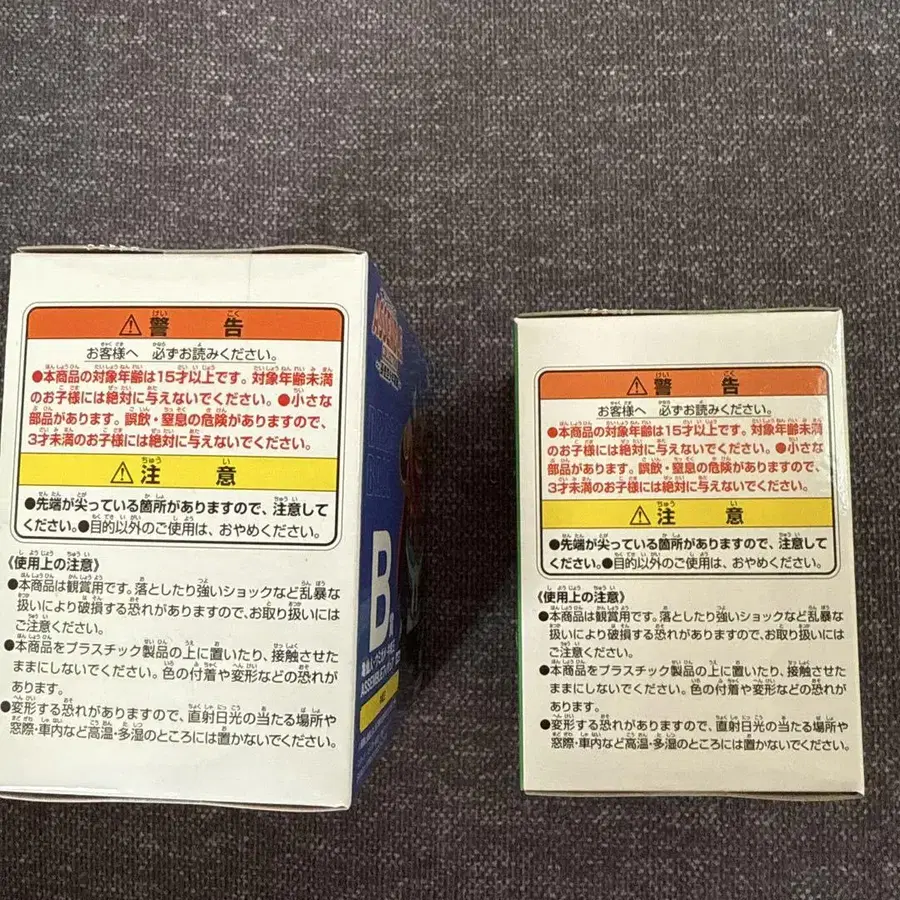 ⚠警告
お客様へ 必ずお読みください。
●本商品の対象年齢は15才以上です。対象年齢未満
のお子様には絶対に与えないでください。●小さな
部品があります。誤飲・窒息の危険がありますので、
3才未満のお子様には絶対に与えないでください。
⚠注意
●先端が尖っている箇所がありますので、注意して
ください。●目的以外のご使用は、おやめください。
《使用上の注意》
●本商品は観賞用です。落としたり強いショックなど乱暴な
扱いにより破損する恐れがありますので、お取り扱いには
ご注意ください。
●本商品をプラスチック製品の上に置いたり、接触させた
ままにしないでください。色の付着や変形などの恐れが
あります。
●変形する恐れがありますので、直射日光の当たる場所や
窓際・車内など高温・多湿のところには置かないでください。
B
⚠警告
お客様へ 必ずお読みください。
●本商品の対象年齢は15才以上です。対象年齢未満
のお子様には絶対に与えないでください。●小さな
部品があります。誤飲・窒息の危険がありますので、
3才未満のお子様には絶対に与えないでください。
⚠注意
●先端が尖っている箇所がありますので、注意して
ください。●目的以外のご使用は、おやめください。
《使用上の注意》
●本商品は観賞用です。落としたり強いショックなど乱暴な
扱いにより破損する恐れがありますので、お取り扱いには
ご注意ください。
●本商品をプラスチック製品の上に置いたり、接触させた
ままにしないでください。色の付着や変形などの恐れが
あります。
●変形する恐れがありますので、直射日光の当たる場所や
窓際・車内など高温・多湿のところには置かないでください。